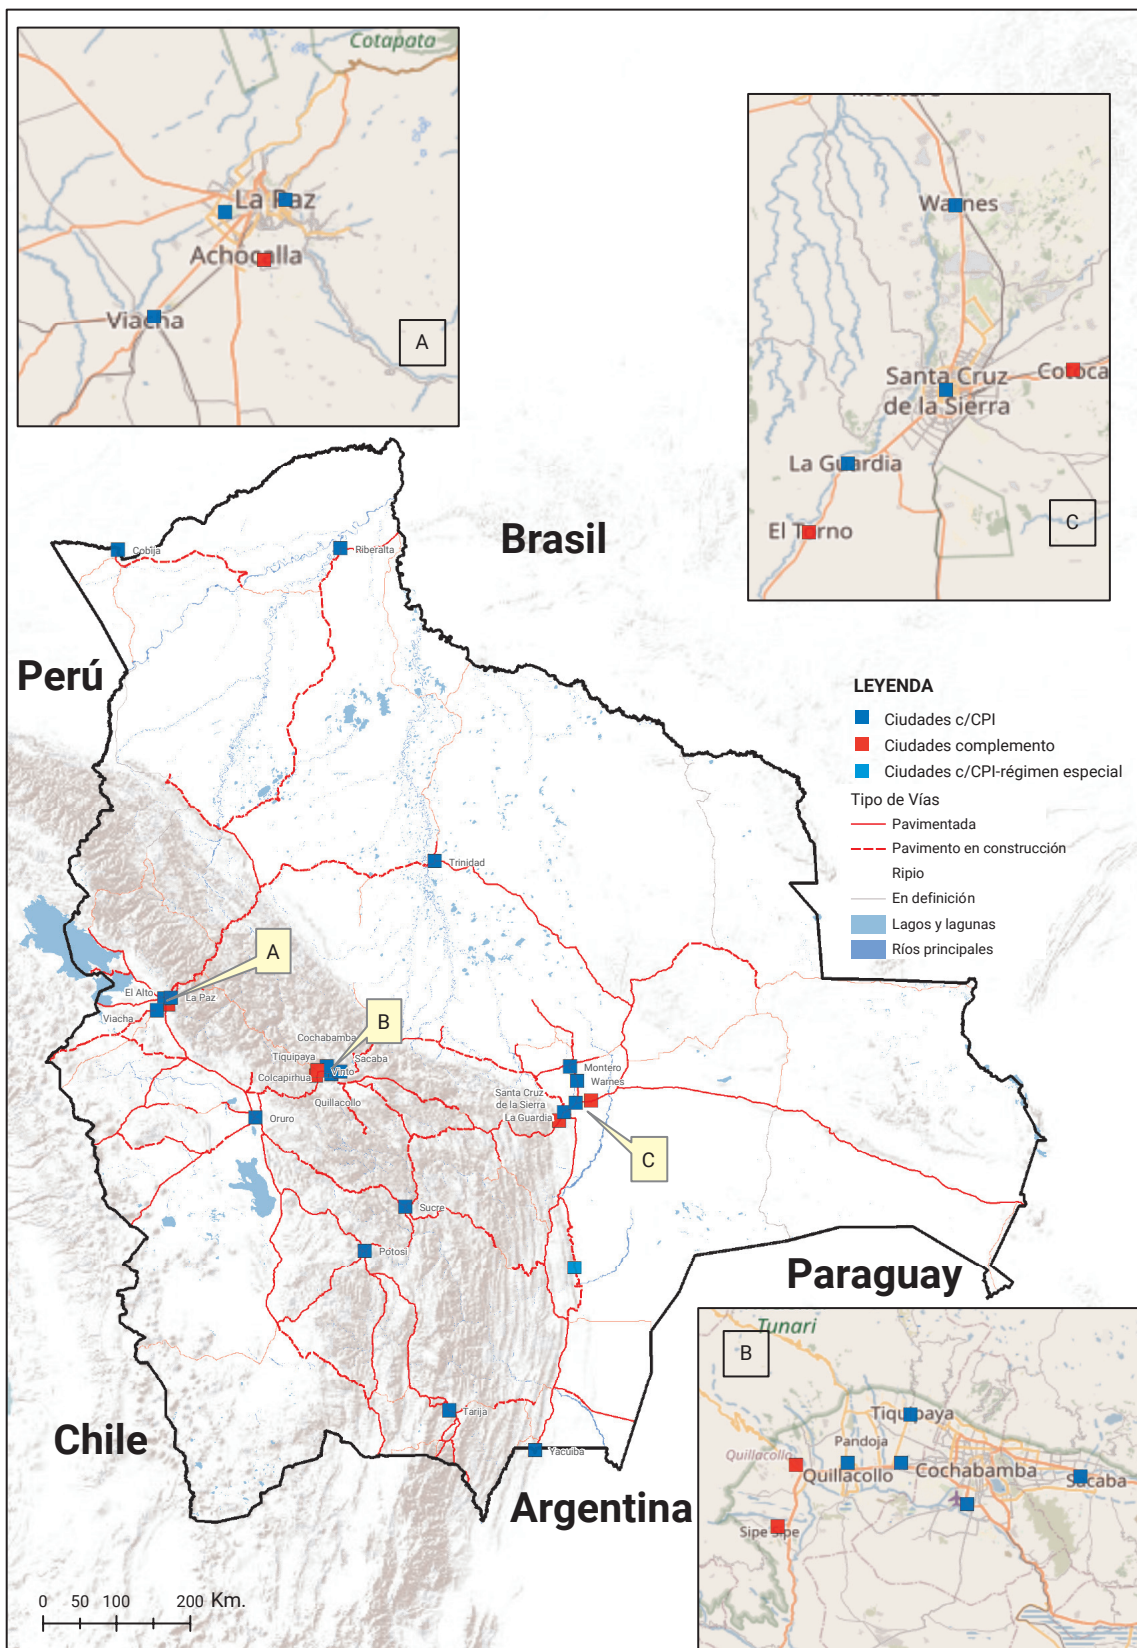 Cotapata
La Paz
Achocalla
Viacha
A
Montero
Warnes
Santa Cruz
de la Sierra
Cotoca
La Guardia
El Torno
C
Brasil
Cobija
Riberalta
Perú
LEYENDA
Ciudades c/CPI
Ciudades complemento
Ciudades c/CPI-régimen especial
Tipo de Vías
Pavimentada
Pavimento en construcción
Ripio
En definición
Lagos y lagunas
Ríos principales
Trinidad
A
El Alto
La Paz
Viacha
B
Cochabamba
Tiquipaya
Sacaba
Vinto
Colcapirhua
Quillacollo
Oruro
Montero
Warnes
Santa Cruz
de la Sierra
La Guardia
C
Sucre
Potosi
Paraguay
Tarija
Yacuiba
Chile
Argentina
Tunari
B
Tiquipaya
Pandoja
Quillacollo
Quillacollo
Cochabamba
Sacaba
Sipe Sipe
0 50 100 200 Km.